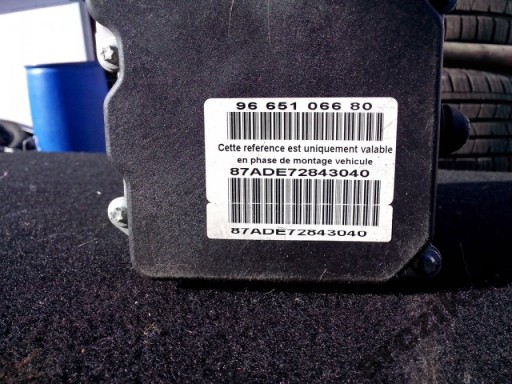 96 651 066 80
Cette reference est uniquement valable
en phase de montage vehicule
87ADE72843040
87ADE72843040